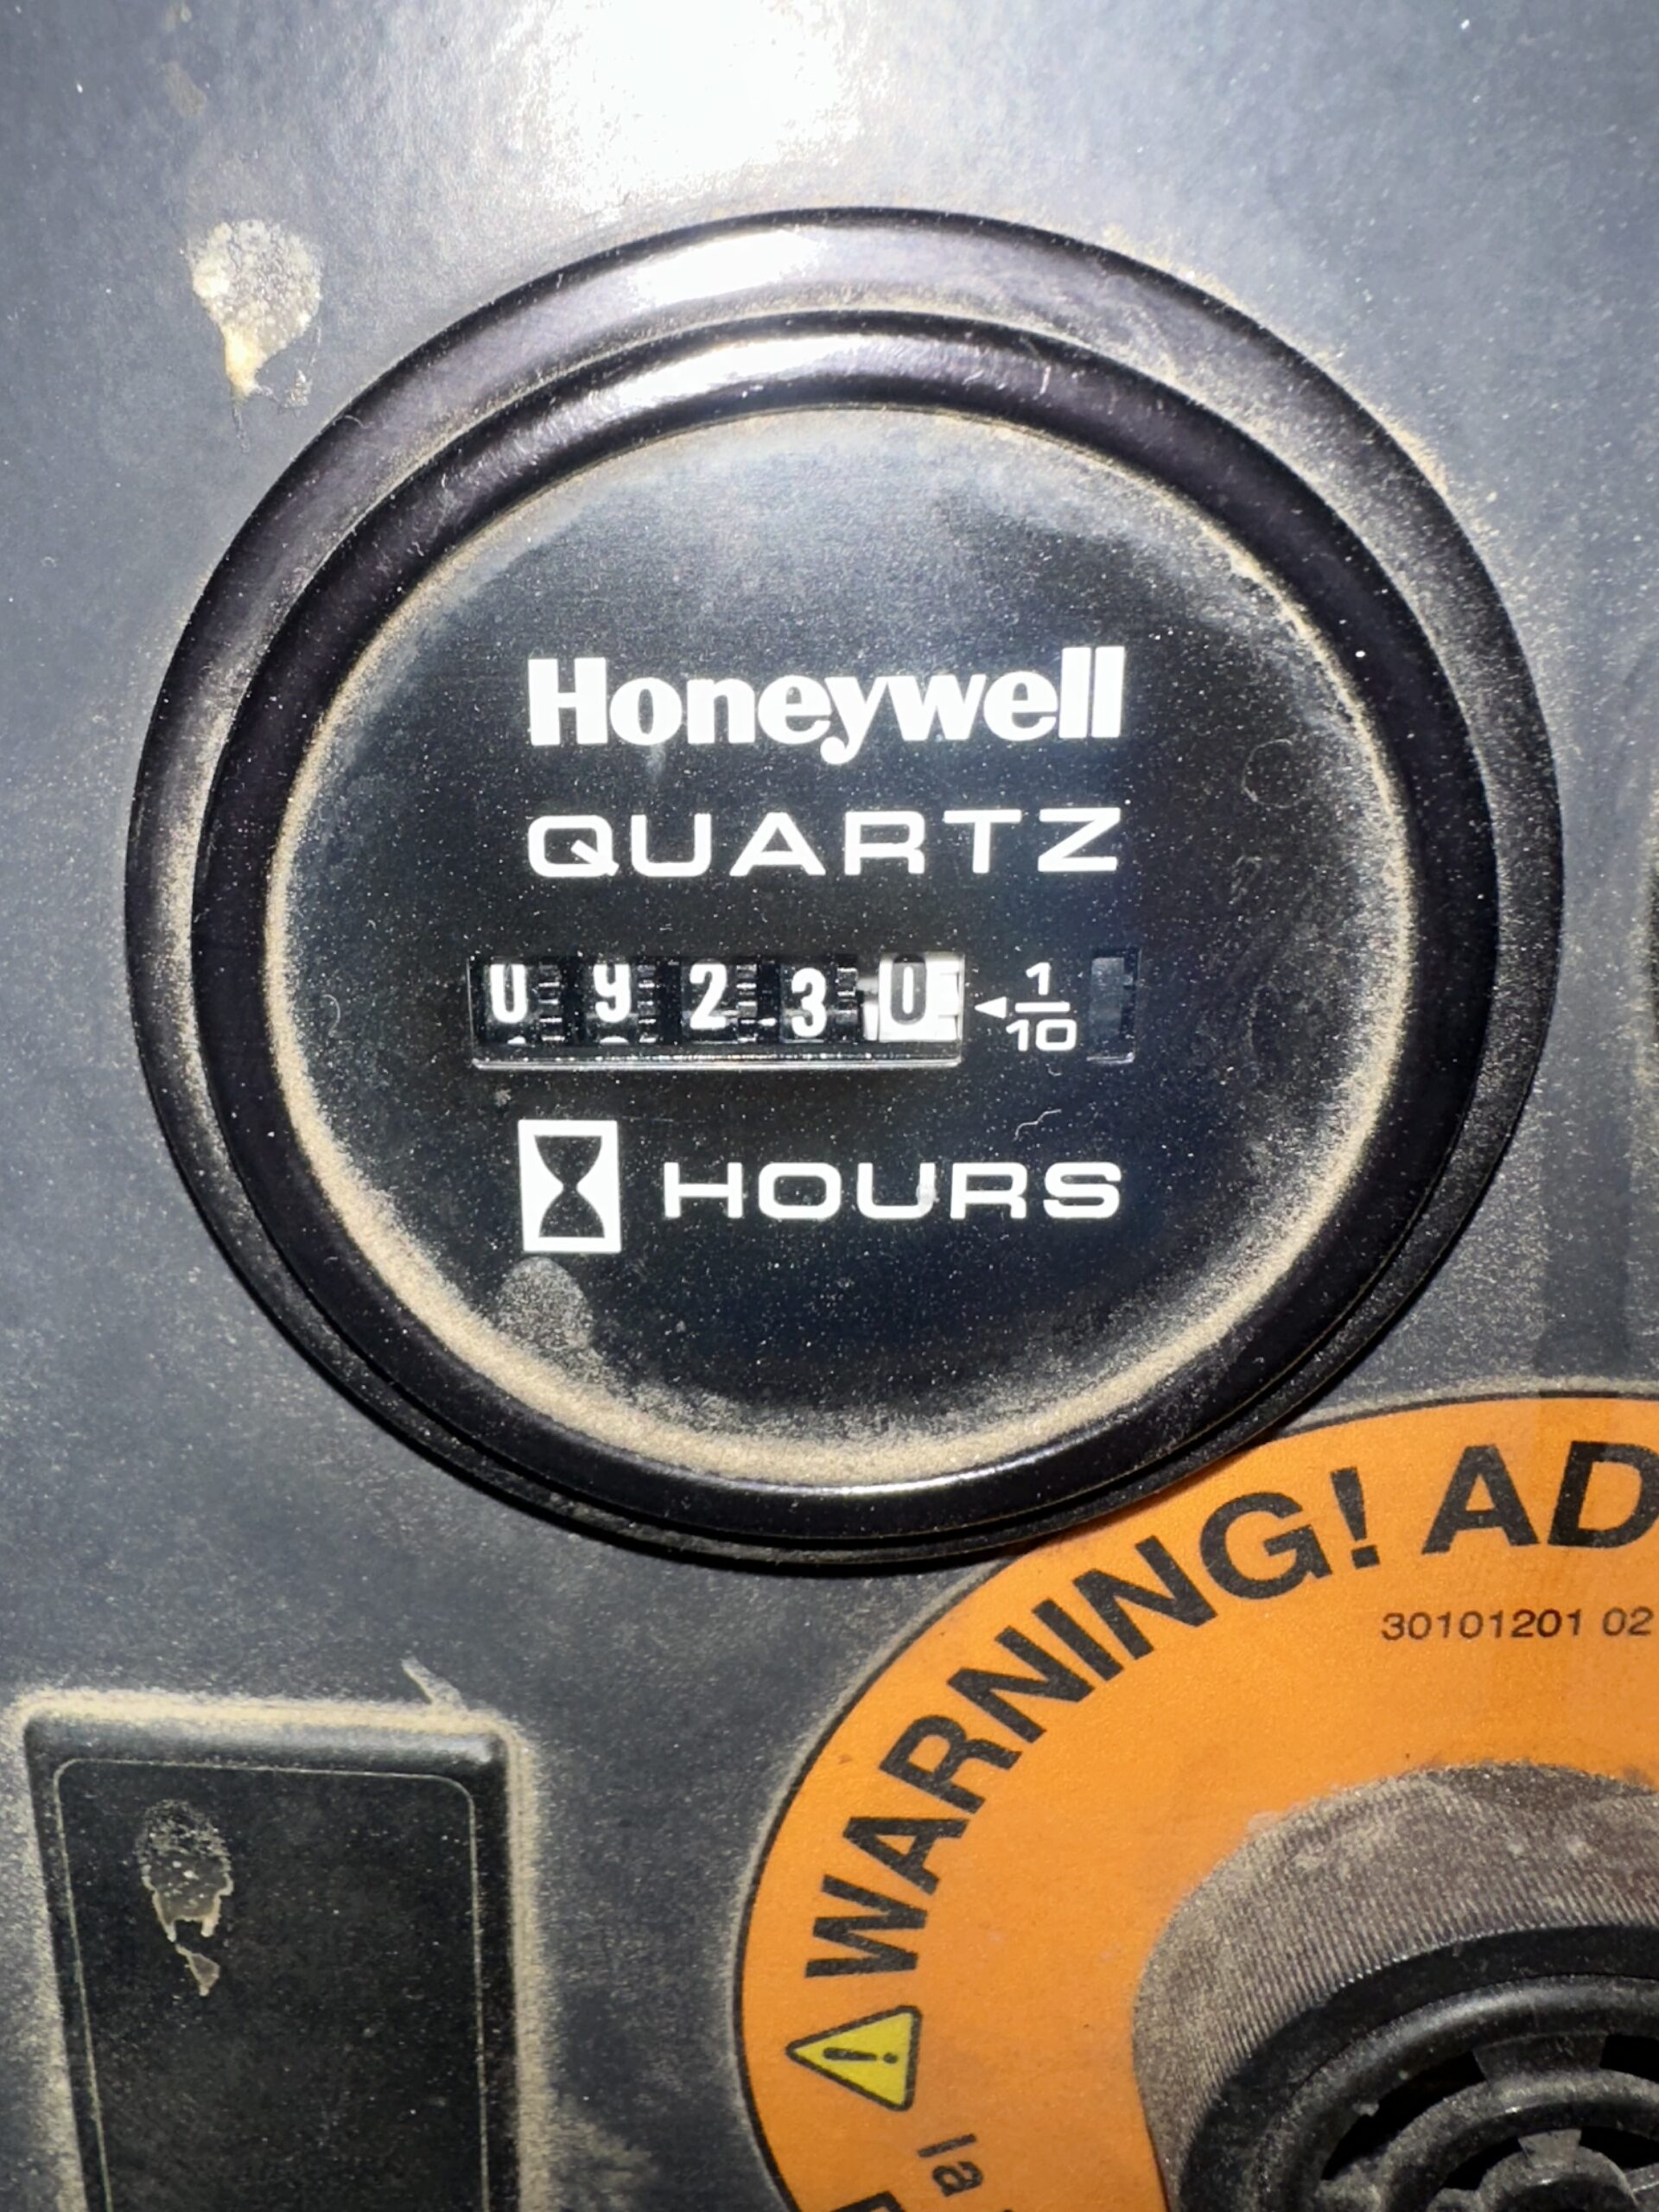 Honeywell
QUARTZ
0 9 2 3 0 1/10
HOURS
WARNING! AD
30101201 02